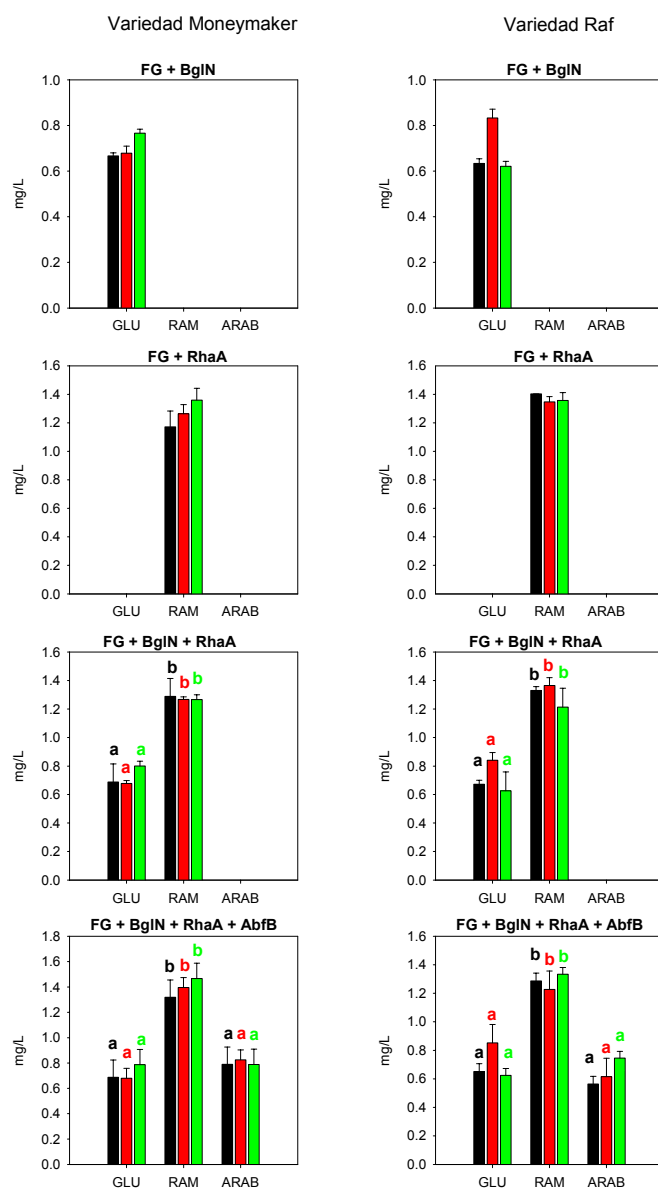 Variedad Moneymaker
Variedad Raf
FG + BglN
mg/L
1.0
0.8
0.6
0.4
0.2
0.0
GLU RAM ARAB
FG + BglN
mg/L
1.0
0.8
0.6
0.4
0.2
0.0
GLU RAM ARAB
FG + RhaA
mg/L
1.6
1.4
1.2
1.0
0.8
0.6
0.4
0.2
0.0
GLU RAM ARAB
FG + RhaA
mg/L
1.6
1.4
1.2
1.0
0.8
0.6
0.4
0.2
0.0
GLU RAM ARAB
FG + BglN + RhaA
mg/L
1.6
1.4
1.2
1.0
0.8
0.6
0.4
0.2
0.0
a a a b b b
GLU RAM ARAB
FG + BglN + RhaA
mg/L
1.6
1.4
1.2
1.0
0.8
0.6
0.4
0.2
0.0
a a a b b b
GLU RAM ARAB
FG + BglN + RhaA + AbfB
mg/L
1.8
1.6
1.4
1.2
1.0
0.8
0.6
0.4
0.2
0.0
a a a b b b a a a
GLU RAM ARAB
FG + BglN + RhaA + AbfB
mg/L
1.6
1.4
1.2
1.0
0.8
0.6
0.4
0.2
0.0
a a a b b b a a a
GLU RAM ARAB